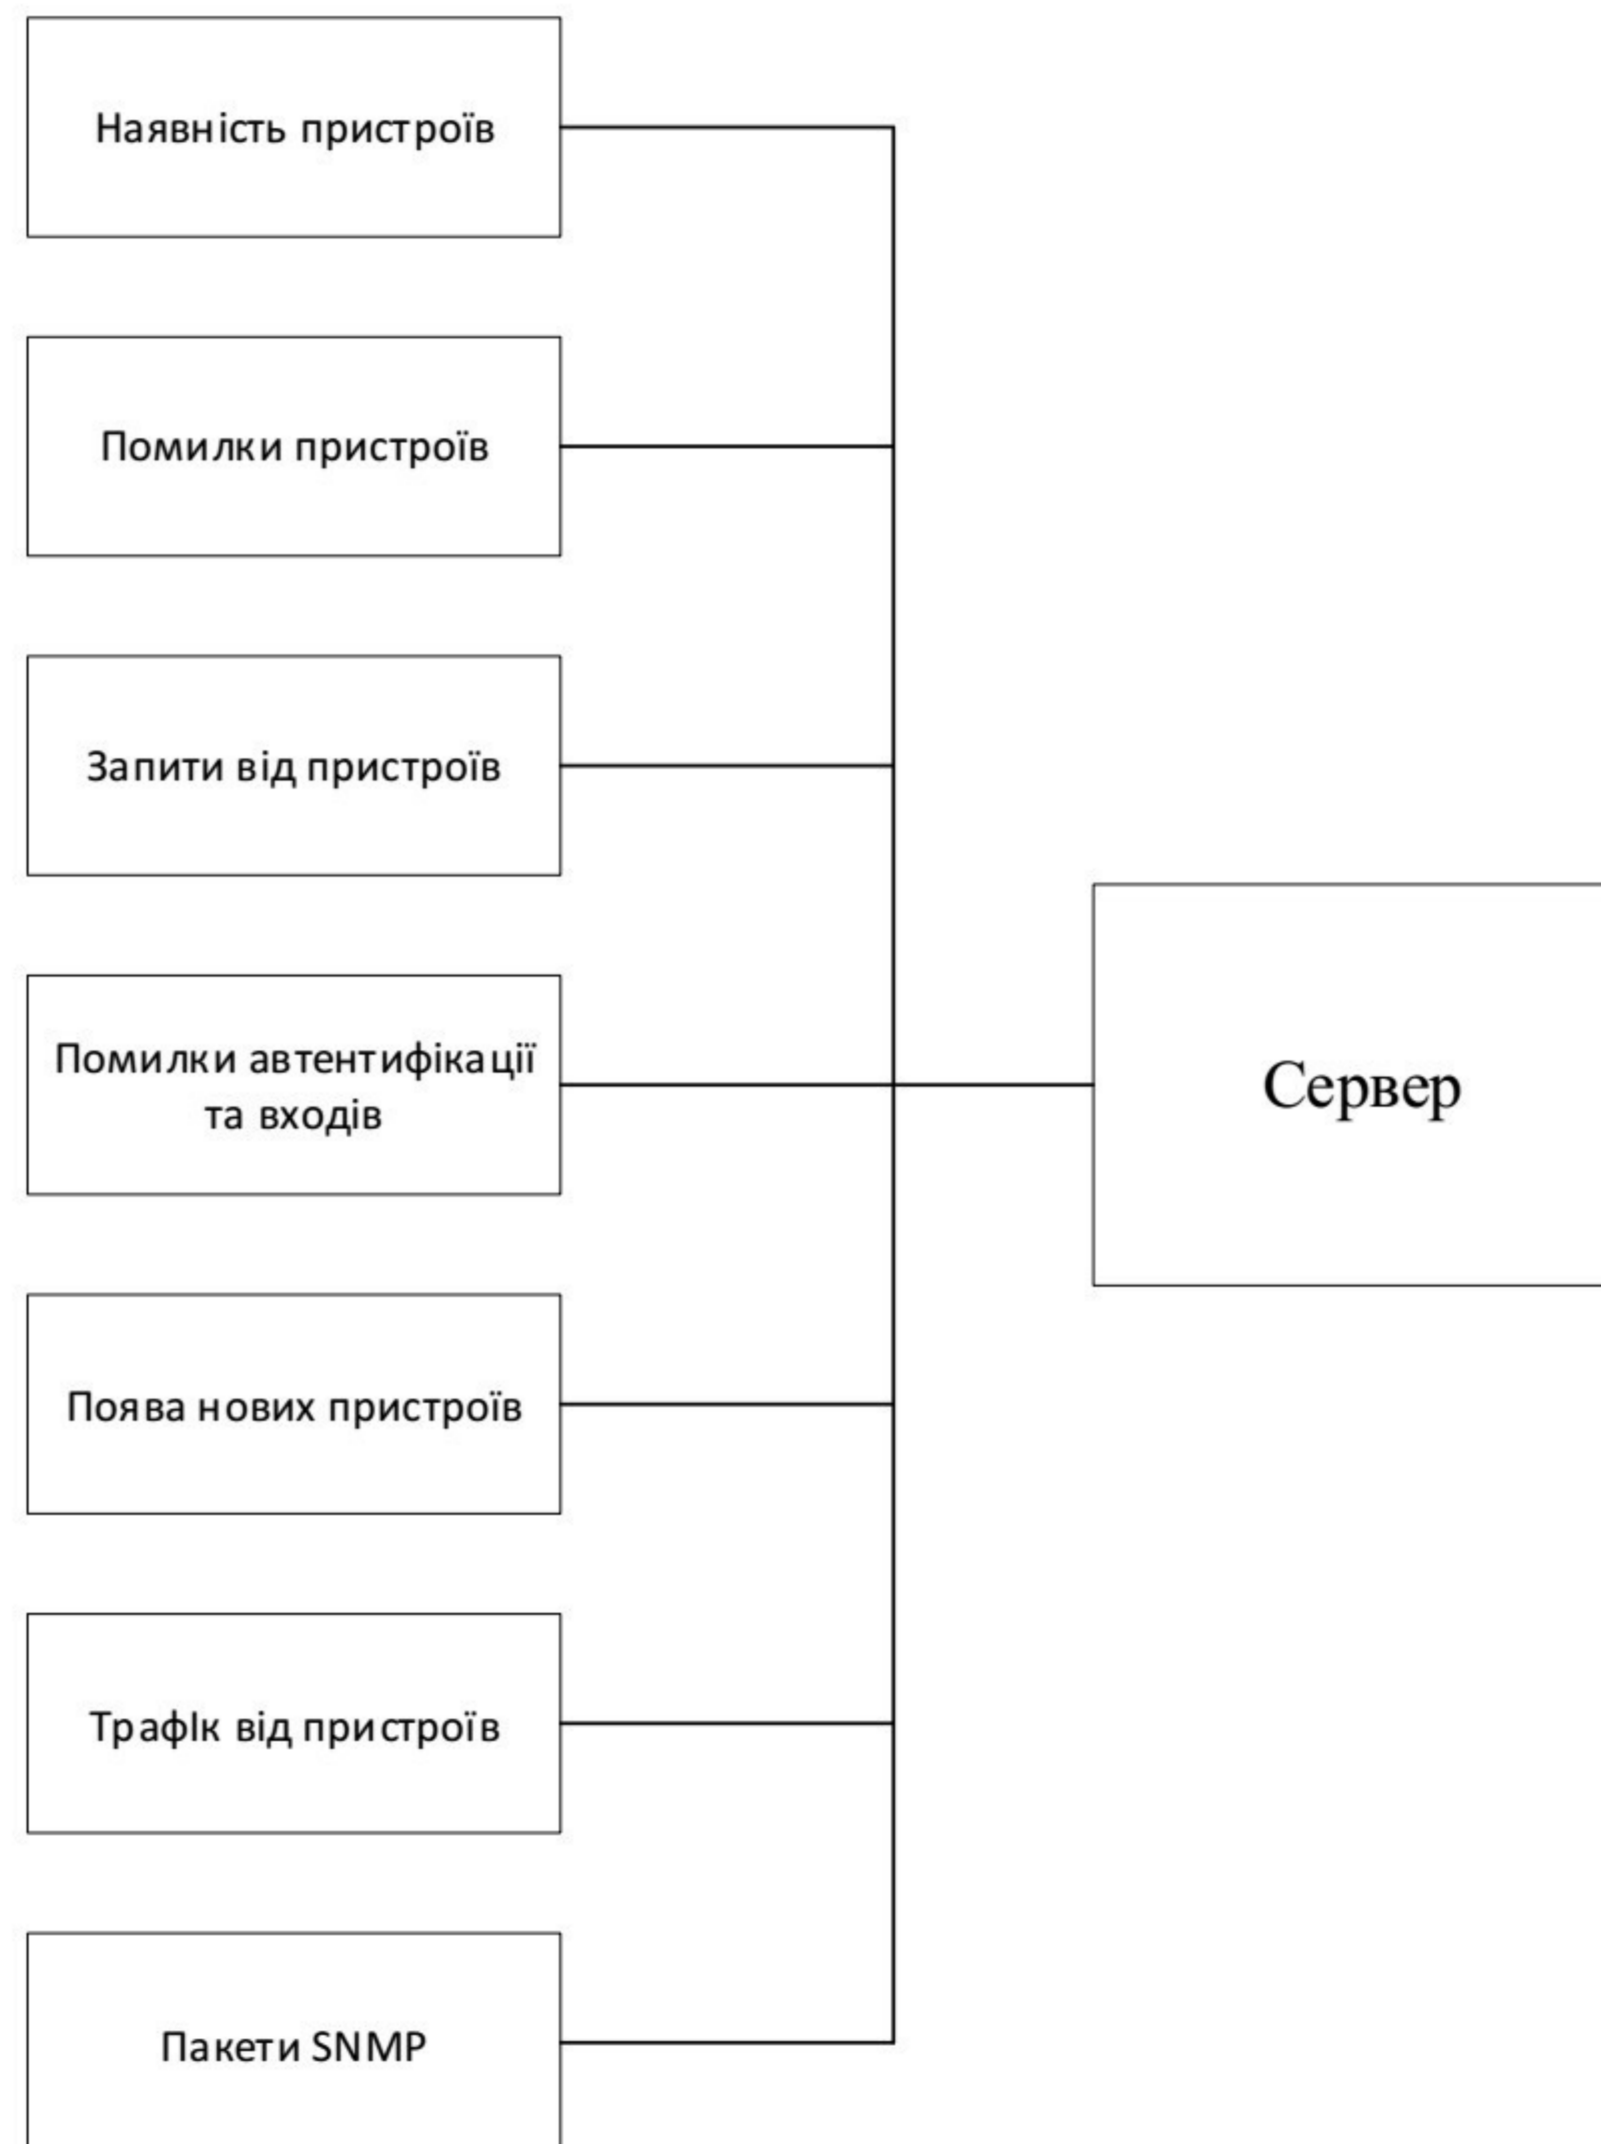 Наявність пристроїв
Помилки пристроїв
Запити від пристроїв
Помилки автентифікації
та входів
Сервер
Поява нових пристроїв
ТрафІк від пристроїв
Пакети SNMP